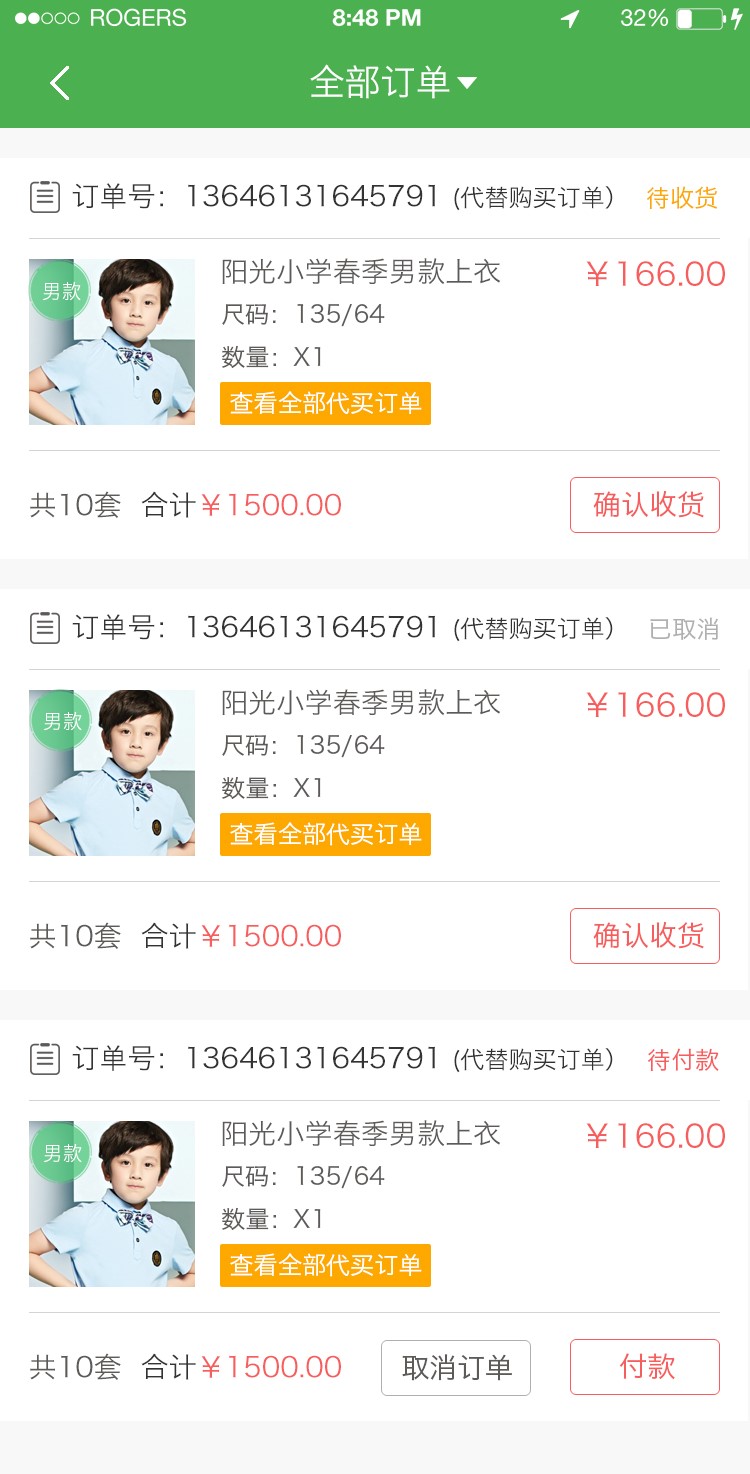 ROGERS 8:48 PM 32%
全部订单
订单号：13646131645791 (代替购买订单) 待收货
男款
阳光小学春季男款上衣 ￥166.00
尺码：135/64
数量：X1
查看全部代买订单
共10套 合计￥1500.00 确认收货
订单号：13646131645791 (代替购买订单) 已取消
男款
阳光小学春季男款上衣 ￥166.00
尺码：135/64
数量：X1
查看全部代买订单
共10套 合计￥1500.00 确认收货
订单号：13646131645791 (代替购买订单) 待付款
男款
阳光小学春季男款上衣 ￥166.00
尺码：135/64
数量：X1
查看全部代买订单
共10套 合计￥1500.00 取消订单 付款